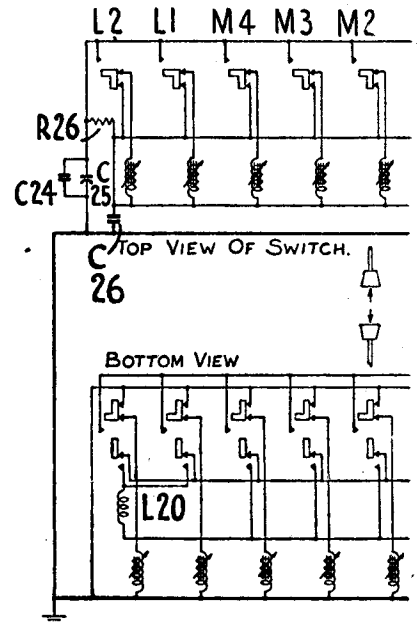 L2 L1 M4 M3 M2
R26
C24
C
25
C
26
TOP VIEW OF SWITCH.
BOTTOM VIEW
L20